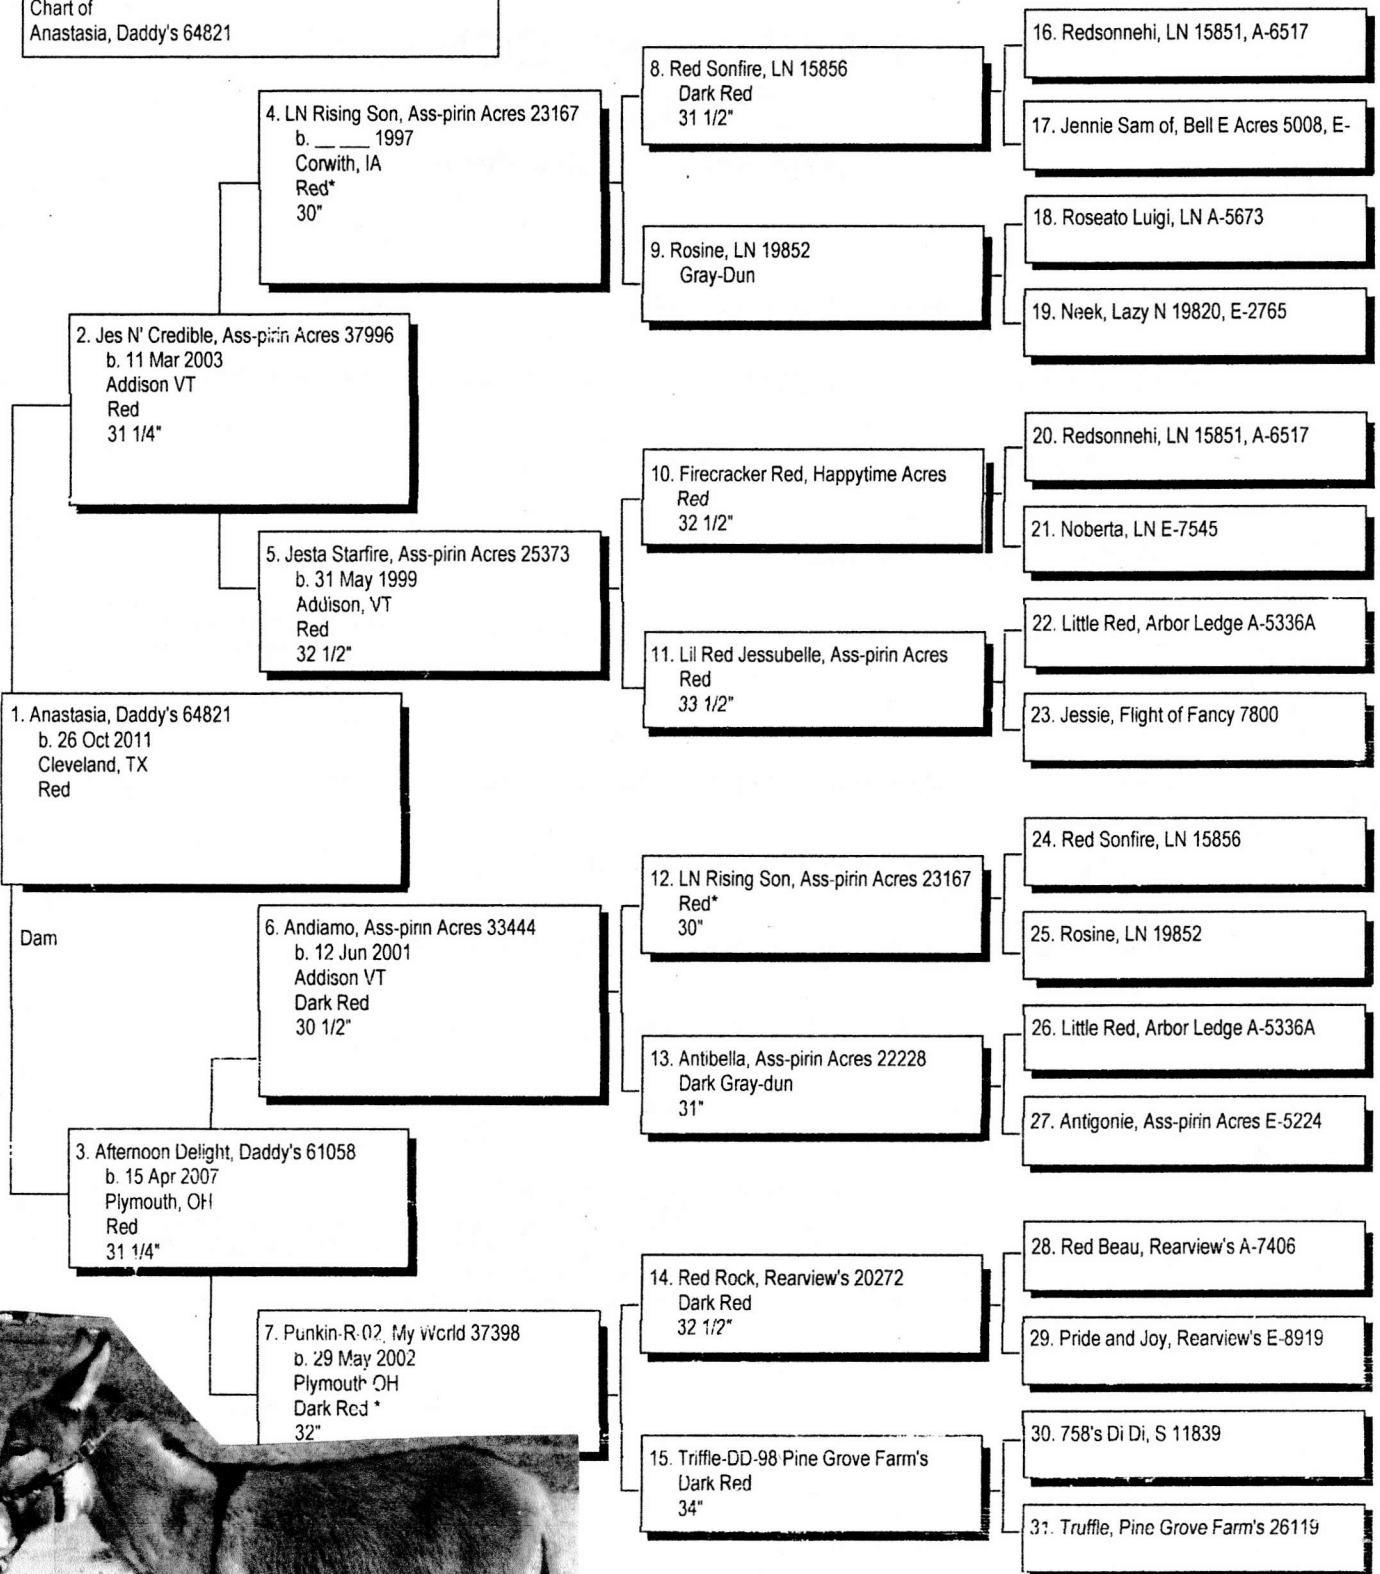 Chart of
Anastasia, Daddy's 64821
16. Redsonnehi, LN 15851, A-6517
8. Red Sonfire, LN 15856
Dark Red
31 1/2"
17. Jennie Sam of, Bell E Acres 5008, E-
4. LN Rising Son, Ass-pirin Acres 23167
b. __ ___ 1997
Corwith, IA
Red*
30"
18. Roseato Luigi, LN A-5673
9. Rosine, LN 19852
Gray-Dun
19. Neek, Lazy N 19820, E-2765
2. Jes N' Credible, Ass-pirin Acres 37996
b. 11 Mar 2003
Addison VT
Red
31 1/4"
20. Redsonnehi, LN 15851, A-6517
10. Firecracker Red, Happytime Acres
Red
32 1/2"
21. Noberta, LN E-7545
5. Jesta Starfire, Ass-pirin Acres 25373
b. 31 May 1999
Addison, VT
Red
32 1/2"
22. Little Red, Arbor Ledge A-5336A
11. Lil Red Jessubelle, Ass-pirin Acres
Red
33 1/2"
23. Jessie, Flight of Fancy 7800
1. Anastasia, Daddy's 64821
b. 26 Oct 2011
Cleveland, TX
Red
24. Red Sonfire, LN 15856
12. LN Rising Son, Ass-pirin Acres 23167
Red*
30"
25. Rosine, LN 19852
Dam
6. Andiamo, Ass-pirin Acres 33444
b. 12 Jun 2001
Addison VT
Dark Red
30 1/2"
26. Little Red, Arbor Ledge A-5336A
13. Antibella, Ass-pirin Acres 22228
Dark Gray-dun
31"
27. Antigonie, Ass-pirin Acres E-5224
3. Afternoon Delight, Daddy's 61058
b. 15 Apr 2007
Plymouth, OH
Red
31 1/4"
28. Red Beau, Rearview's A-7406
14. Red Rock, Rearview's 20272
Dark Red
32 1/2"
29. Pride and Joy, Rearview's E-8919
7. Punkin-R-02, My World 37398
b. 29 May 2002
Plymouth OH
Dark Red *
32"
30. 758's Di Di, S 11839
15. Triffle-DD-98 Pine Grove Farm's
Dark Red
34"
31. Truffle, Pine Grove Farm's 26119